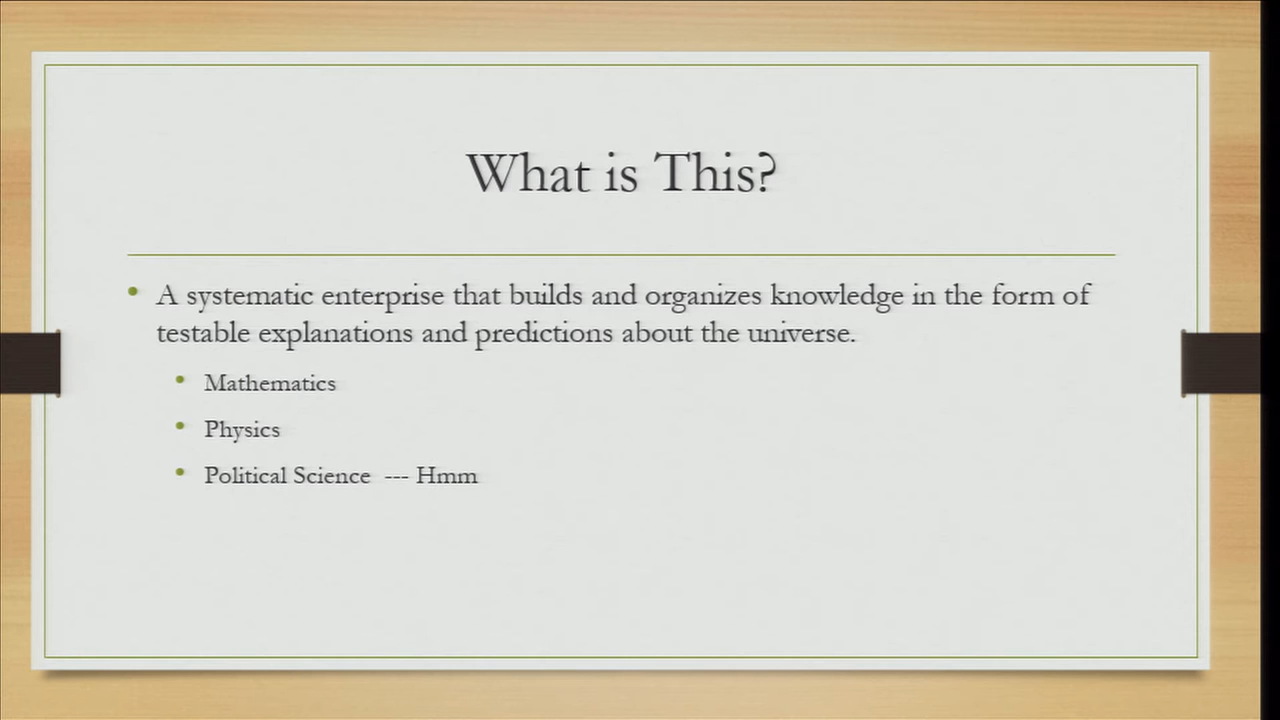 What is This?
• A systematic enterprise that builds and organizes knowledge in the form of
testable explanations and predictions about the universe.
• Mathematics
• Physics
• Political Science --- Hmm